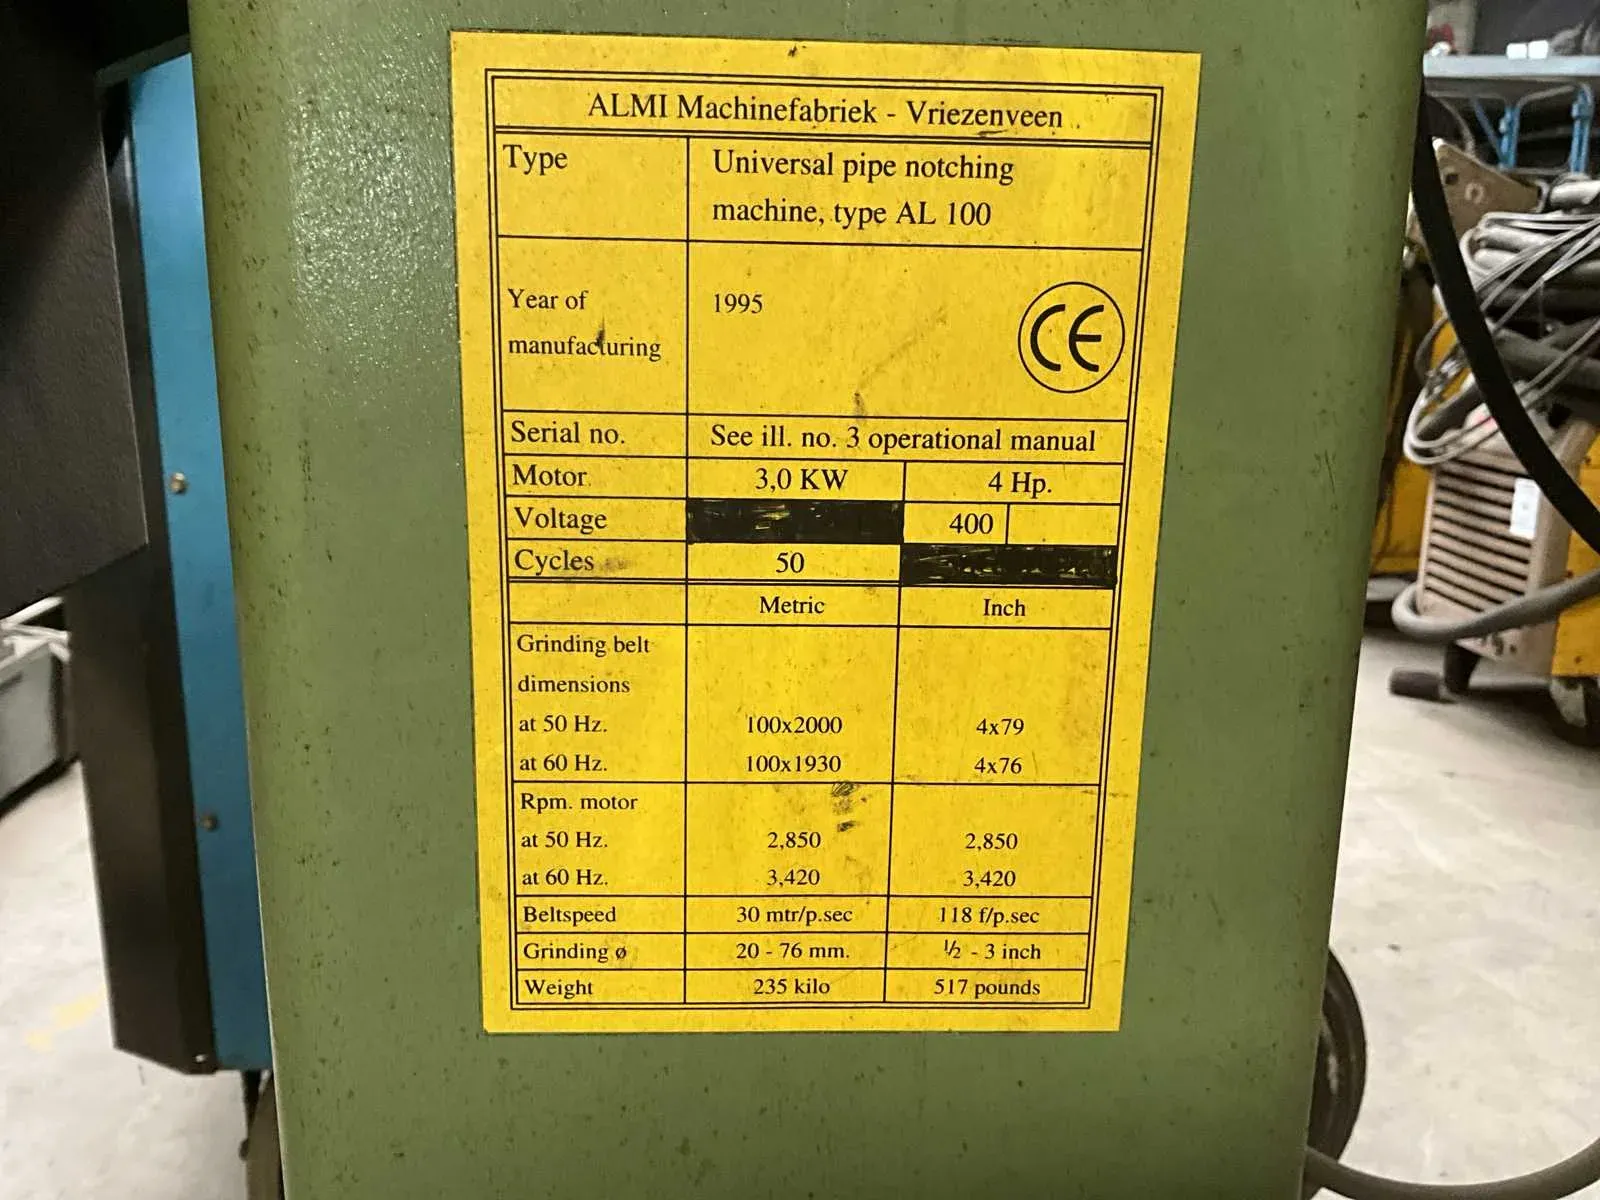 ALMI Machinefabriek - Vriezenveen
Type
Universal pipe notching
machine, type AL 100
Year of
manufacturing
1995
CE
Serial no.
See ill. no. 3 operational manual
Motor
3,0 KW
4 Hp.
Voltage
400
Cycles
50
Metric
Inch
Grinding belt
dimensions
at 50 Hz.
100x2000
4x79
at 60 Hz.
100x1930
4x76
Rpm. motor
at 50 Hz.
2,850
2,850
at 60 Hz.
3,420
3,420
Beltspeed
30 mtr/p.sec
118 f/p.sec
Grinding ø
20 - 76 mm.
½ - 3 inch
Weight
235 kilo
517 pounds